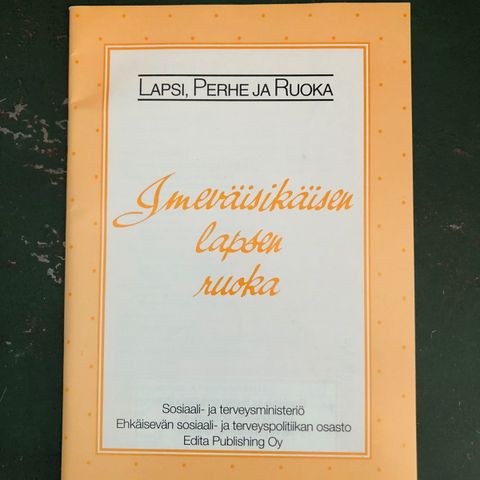 LAPSI, PERHE JA RUOKA
Imeväisikäisen
lapsen
ruoka
Sosiaali- ja terveysministeriö
Ehkäisevän sosiaali- ja terveyspolitiikan osasto
Edita Publishing Oy